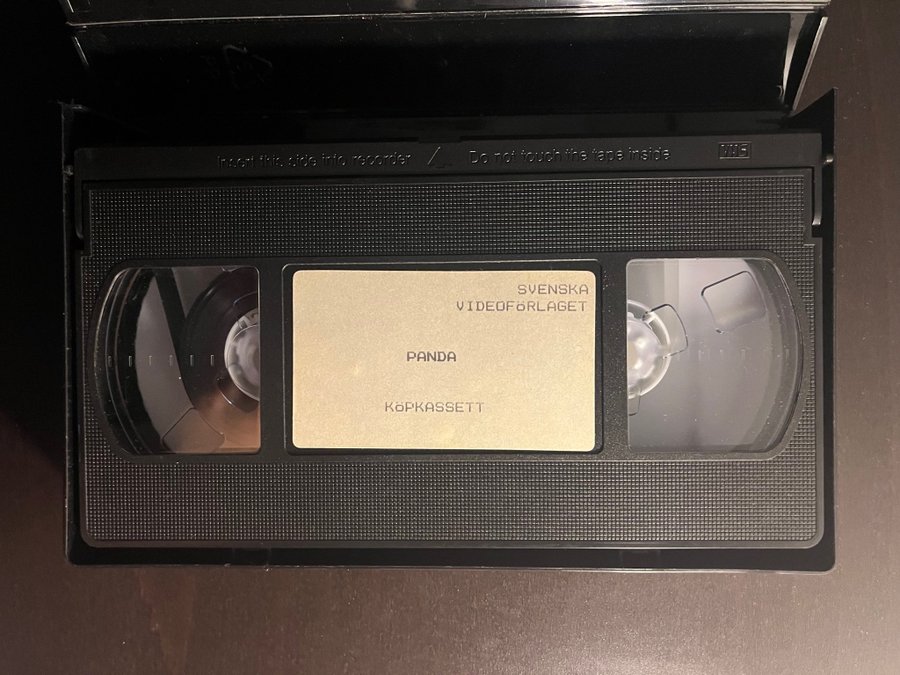 Insert this side into recorder
Do not touch the tape inside
VHS
SVENSKA
VIDEOFöRLAGET
PANDA
KöPKASSETT